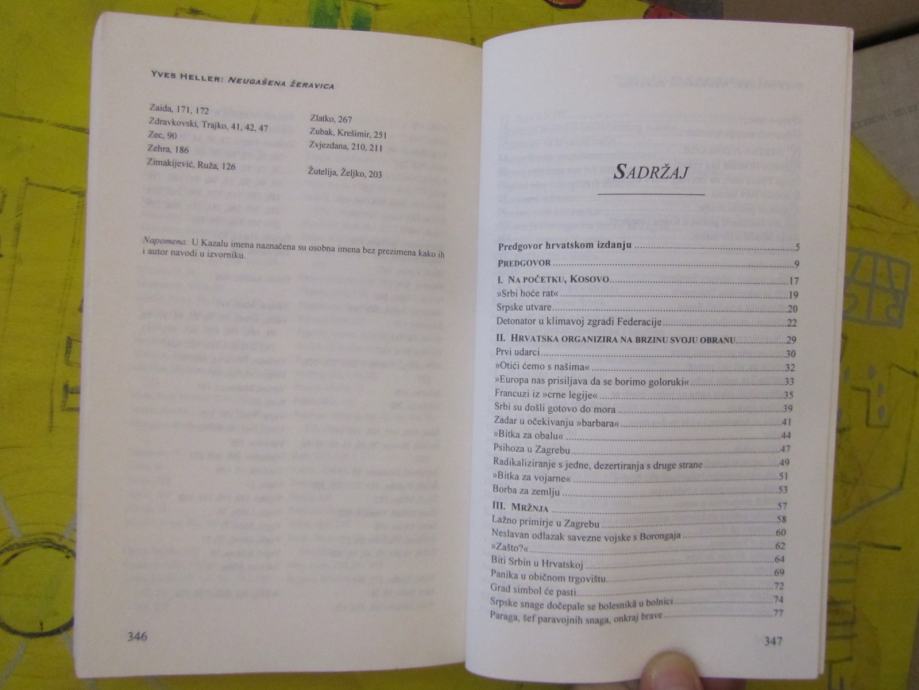 YVES HELLER: NEUGAŠENA ŽERAVICA
Zaida, 171, 172
Zdravkovski, Trajko, 41, 42, 47
Zec, 90
Zehra, 186
Zimakijević, Ruža, 126
Zlatko, 267
Zubak, Krešimir, 251
Zvjezdana, 210, 211
Žutelija, Željko, 203
Napomena. U Kazalu imena naznačena su osobna imena bez prezimena kako ih
i autor navodi u izvorniku.
346
SADRŽAJ
Predgovor hrvatskom izdanju 5
PREDGOVOR 9
I. NA POČETKU, KOSOVO 17
»Srbi hoće rat« 19
Srpske utvare 20
Detonator u klimavoj zgradi Federacije 22
II. HRVATSKA ORGANIZIRA NA BRZINU SVOJU OBRANU 29
Prvi udarci 30
»Otići ćemo s našima« 32
»Europa nas prisiljava da se borimo goloruki« 33
Francuzi iz »crne legije« 35
Srbi su došli gotovo do mora 39
Zadar u očekivanju »barbara« 41
»Bitka za obalu« 44
Psihoza u Zagrebu 47
Radikaliziranje s jedne, dezertiranja s druge strane 49
»Bitka za vojarne« 51
Borba za zemlju 53
III. MRŽNJA 57
Lažno primirje u Zagrebu 58
Neslavan odlazak savezne vojske s Borongaja 60
»Zašto?« 62
Biti Srbin u Hrvatskoj 64
Panika u običnom trgovištu 69
Grad simbol će pasti 72
Srpske snage dočepale se bolesnikâ u bolnici 74
Paraga, šef paravojnih snaga, onkraj brave 77
347